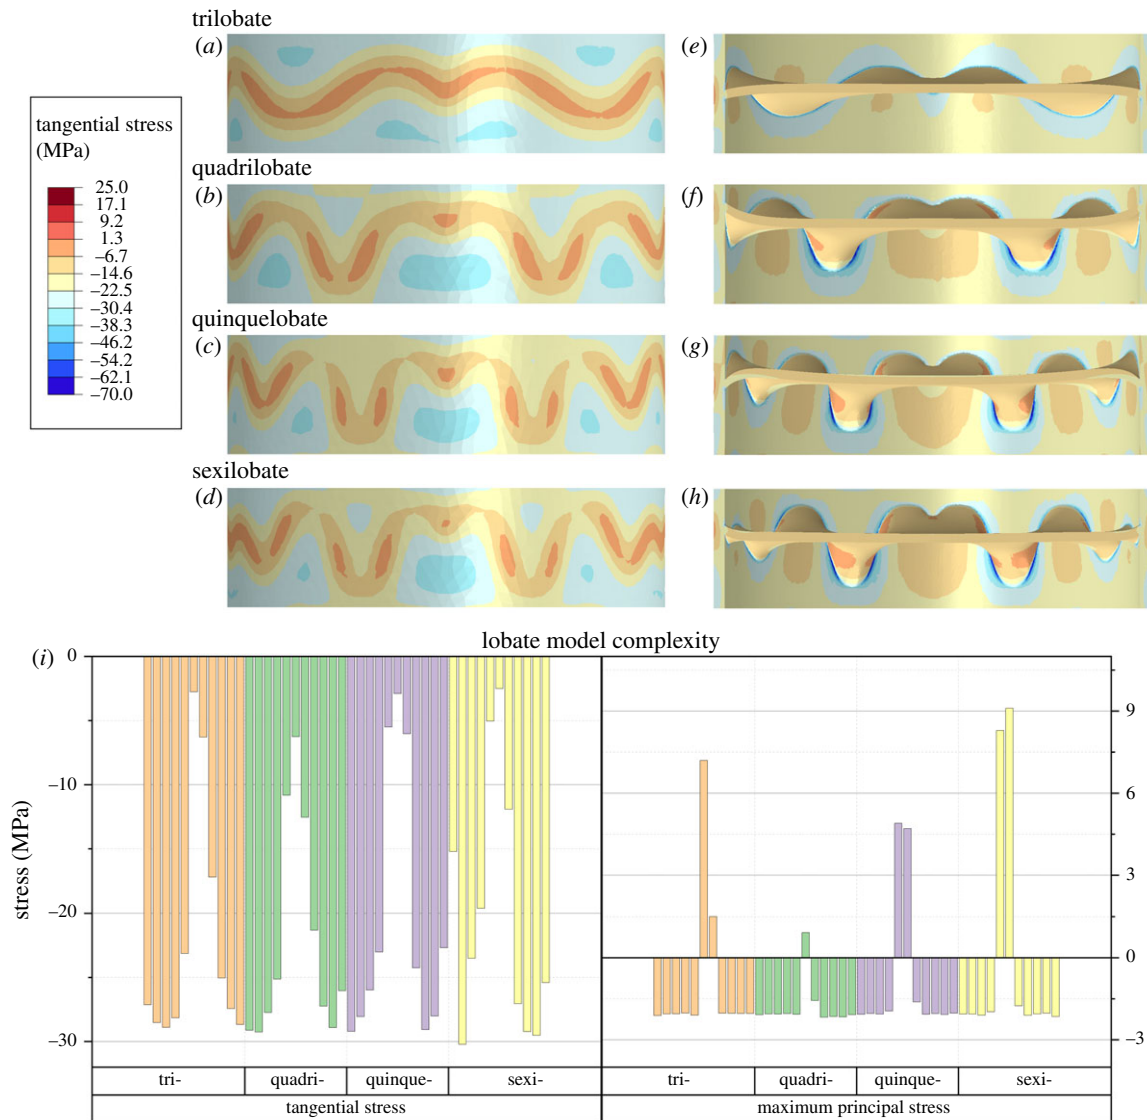 trilobate
(a)
(e)
tangential stress
(MPa)
25.0
17.1
9.2
1.3
−6.7
−14.6
−22.5
−30.4
−38.3
−46.2
−54.2
−62.1
−70.0
quadrilobate
(b)
(f)
quinquelobate
(c)
(g)
sexilobate
(d)
(h)
lobate model complexity
(i)
0
−10
−20
−30
stress (MPa)
9
6
3
0
−3
tri- quadri- quinque- sexi- tri- quadri- quinque- sexi-
tangential stress maximum principal stress